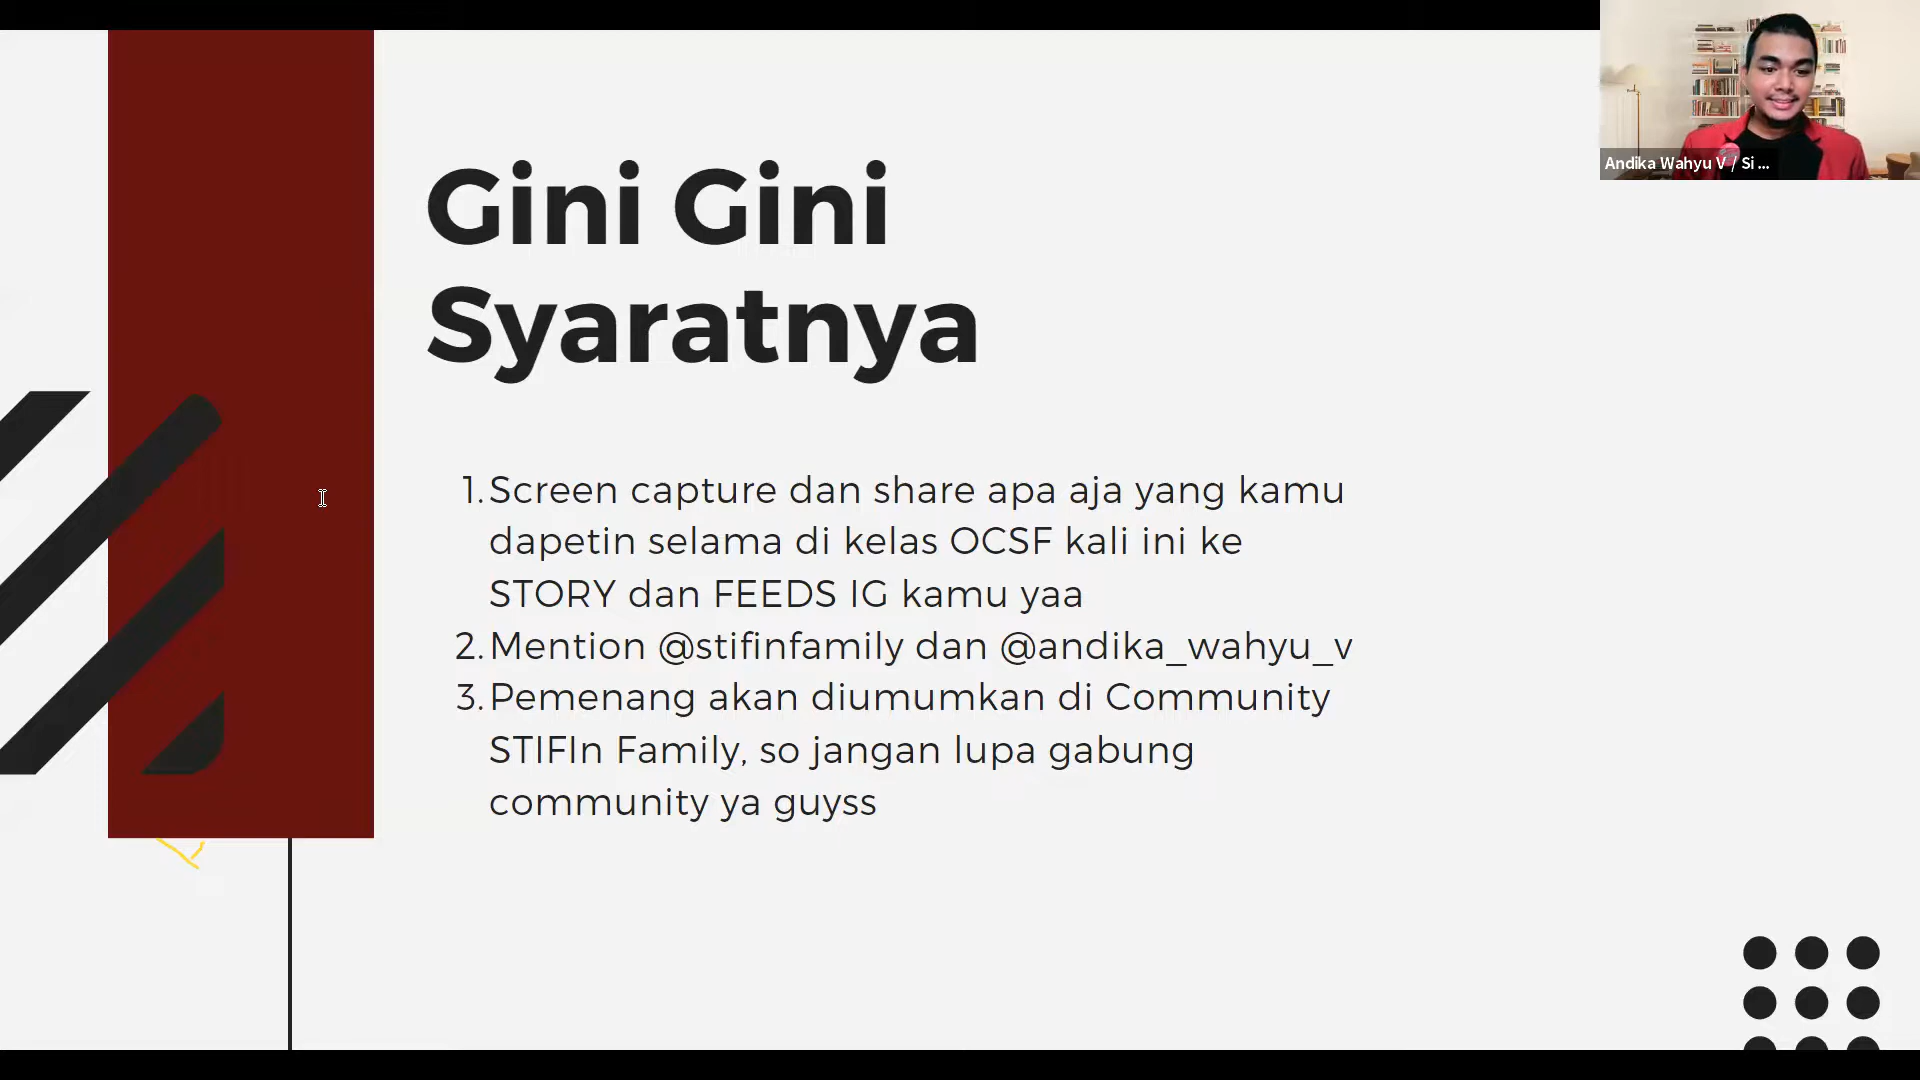 Andika Wahyu V / Si ...
Gini Gini
Syaratnya
1. Screen capture dan share apa aja yang kamu
dapetin selama di kelas OCSF kali ini ke
STORY dan FEEDS IG kamu yaa
2. Mention @stifinfamily dan @andika_wahyu_v
3. Pemenang akan diumumkan di Community
STIFIn Family, so jangan lupa gabung
community ya guyss